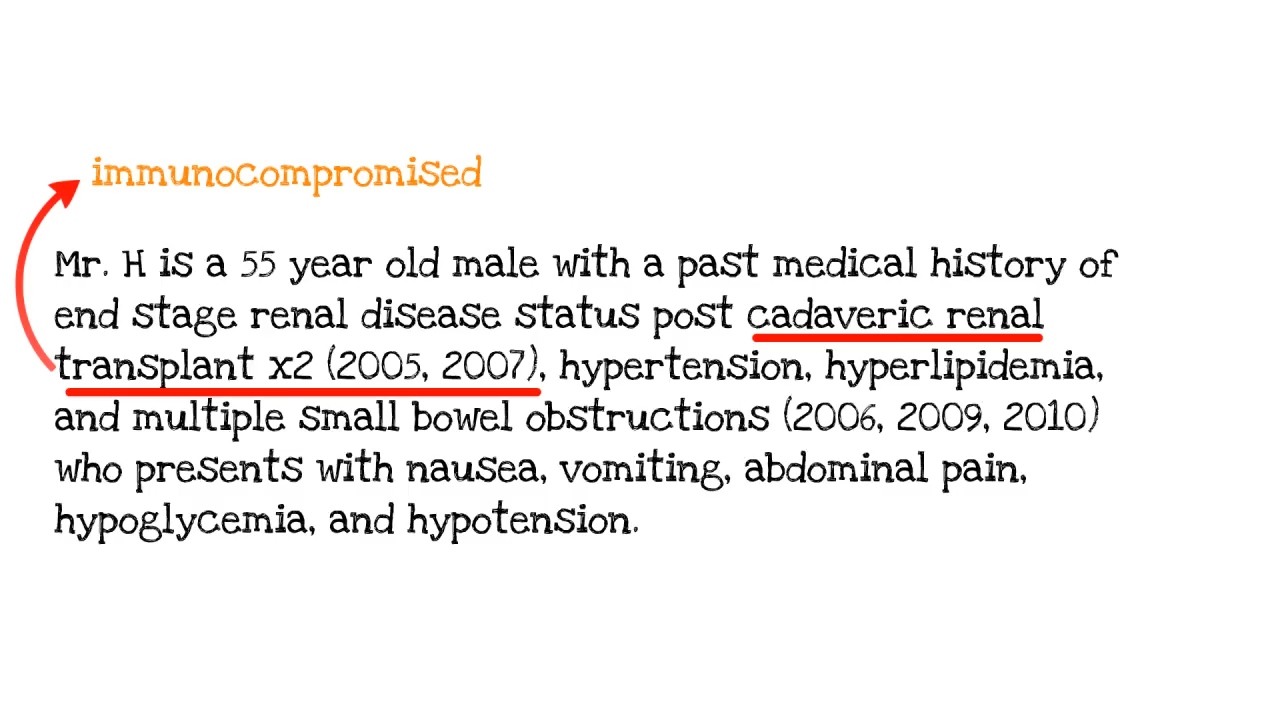 immunocompromised
Mr. H is a 55 year old male with a past medical history of
end stage renal disease status post cadaveric renal
transplant x2 (2005, 2007), hypertension, hyperlipidemia,
and multiple small bowel obstructions (2006, 2009, 2010)
who presents with nausea, vomiting, abdominal pain,
hypoglycemia, and hypotension.